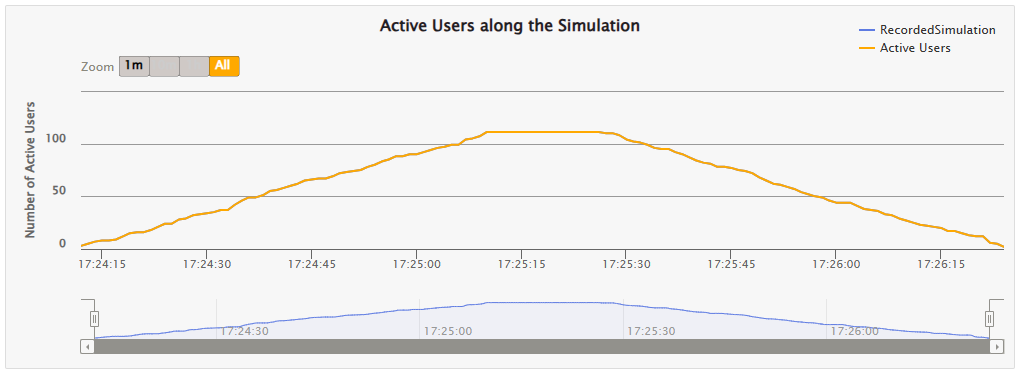 Active Users along the Simulation
RecordedSimulation
Active Users
Zoom 1m All
Number of Active Users
100
50
0
17:24:15 17:24:30 17:24:45 17:25:00 17:25:15 17:25:30 17:25:45 17:26:00 17:26:15
17:24:30 17:25:00 17:25:30 17:26:00